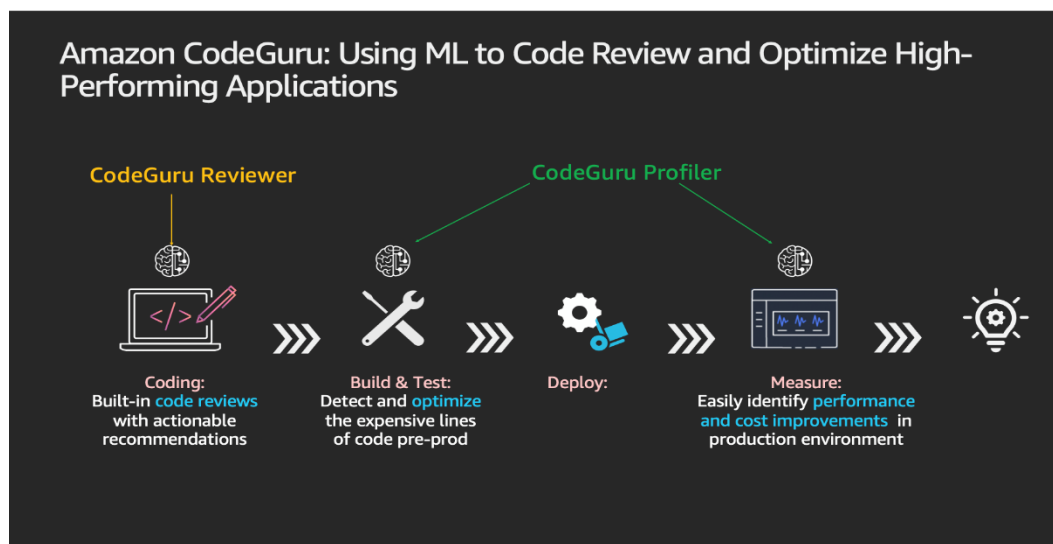 Amazon CodeGuru: Using ML to Code Review and Optimize High-
Performing Applications
CodeGuru Reviewer
CodeGuru Profiler
</>
Coding:
Built-in code reviews
with actionable
recommendations
Build & Test:
Detect and optimize
the expensive lines
of code pre-prod
Deploy:
Measure:
Easily identify performance
and cost improvements in
production environment